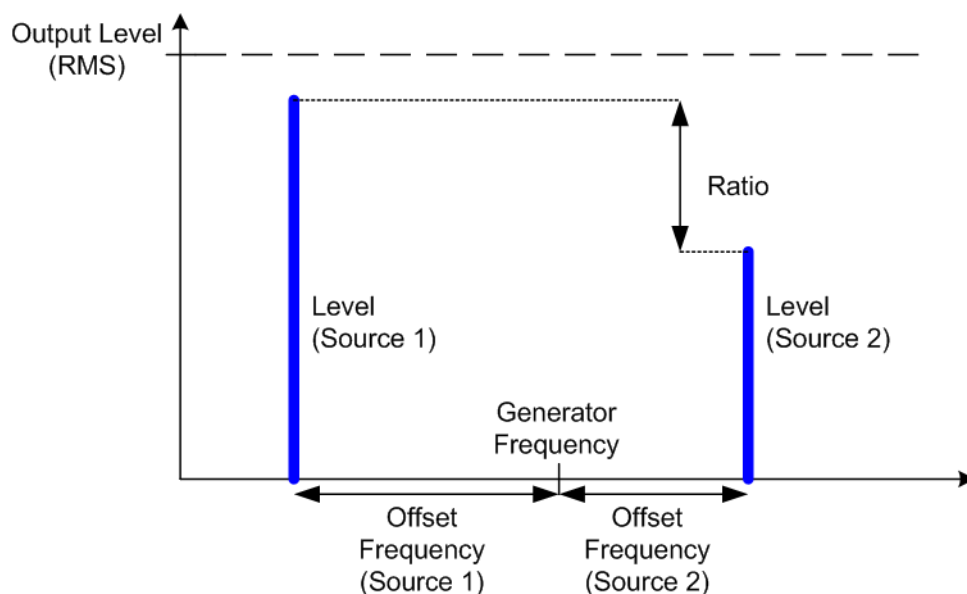 Output Level
(RMS)
Ratio
Level
(Source 1)
Level
(Source 2)
Generator
Frequency
Offset
Frequency
(Source 1)
Offset
Frequency
(Source 2)